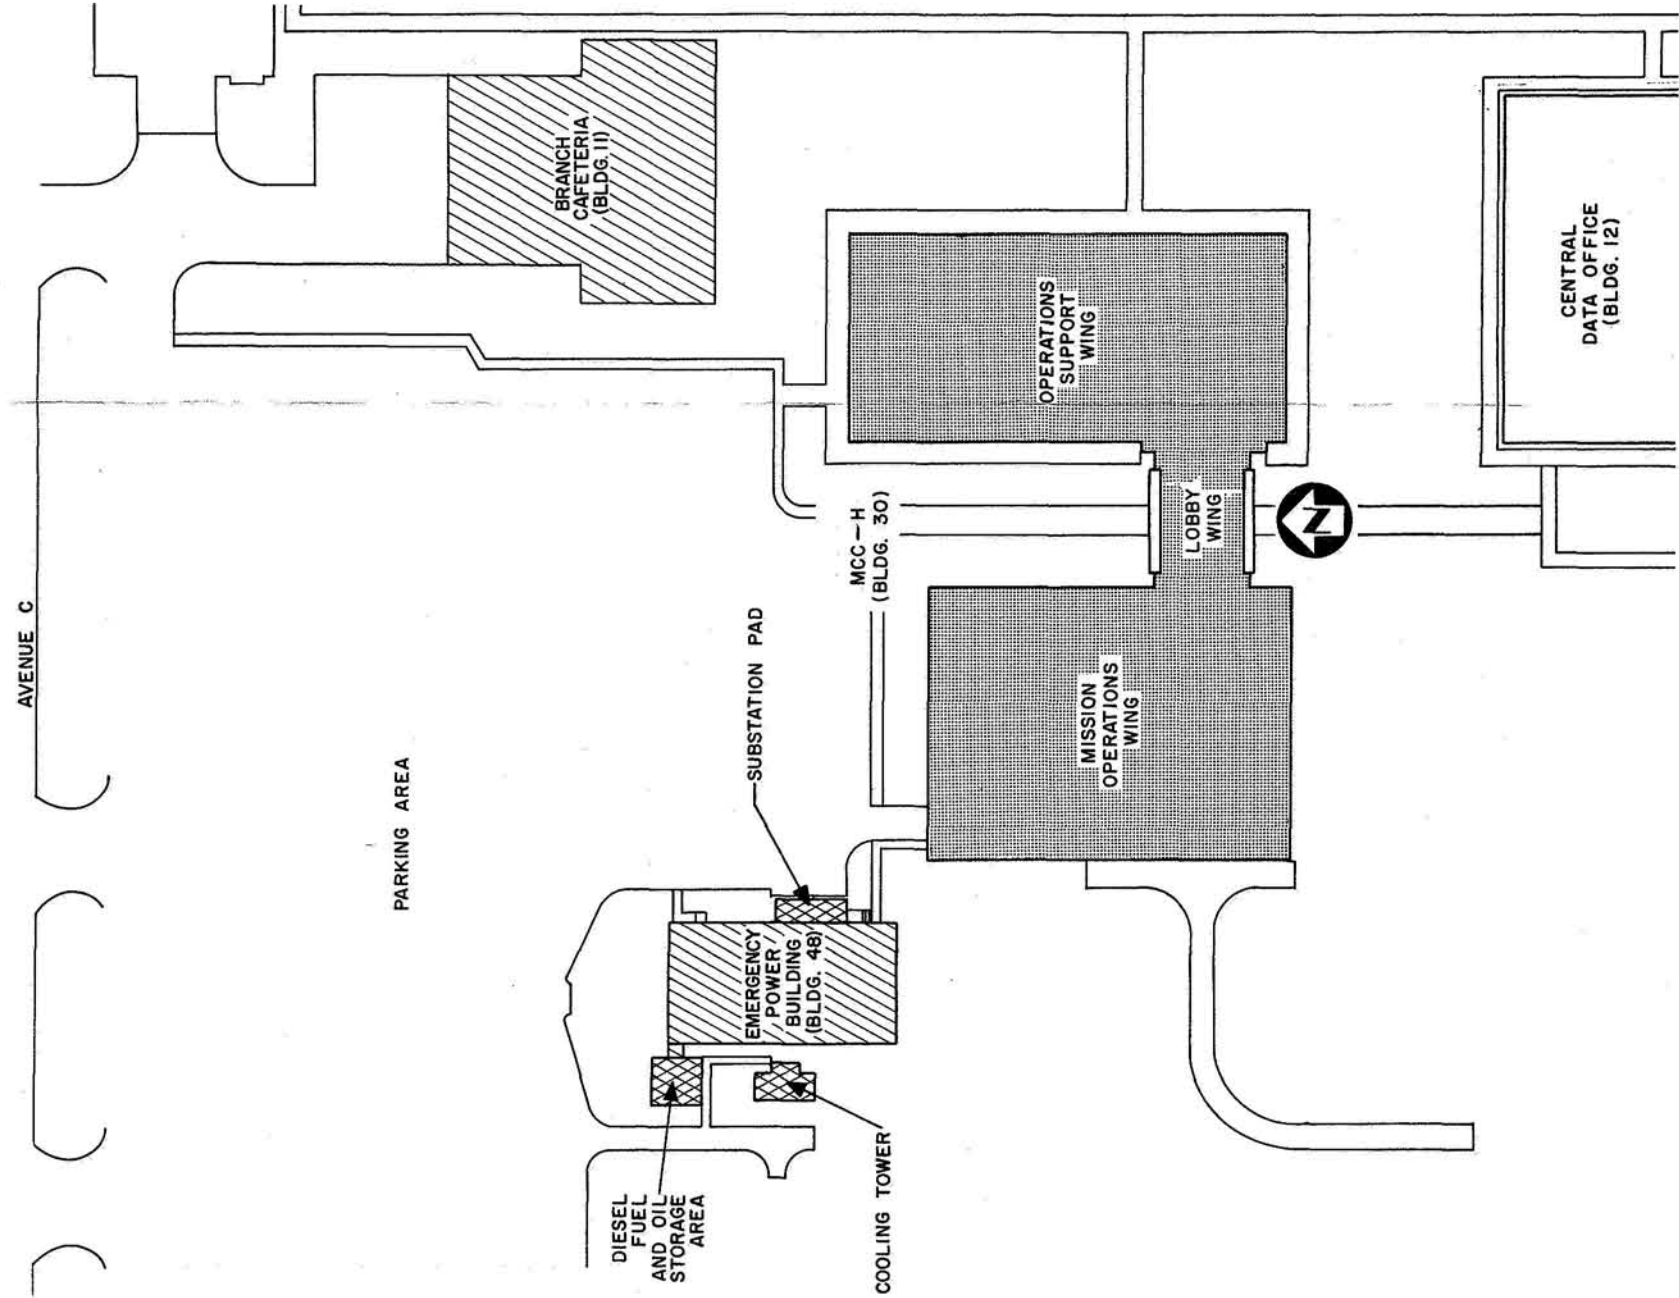 AVENUE C
BRANCH
CAFETERIA
(BLDG. 11)
PARKING AREA
SUBSTATION PAD
MCC-H
(BLDG. 30)
OPERATIONS
SUPPORT
WING
LOBBY
WING
N
MISSION
OPERATIONS
WING
CENTRAL
DATA OFFICE
(BLDG. 12)
EMERGENCY
POWER
BUILDING
(BLDG. 48)
DIESEL
FUEL
AND OIL
STORAGE
AREA
COOLING TOWER